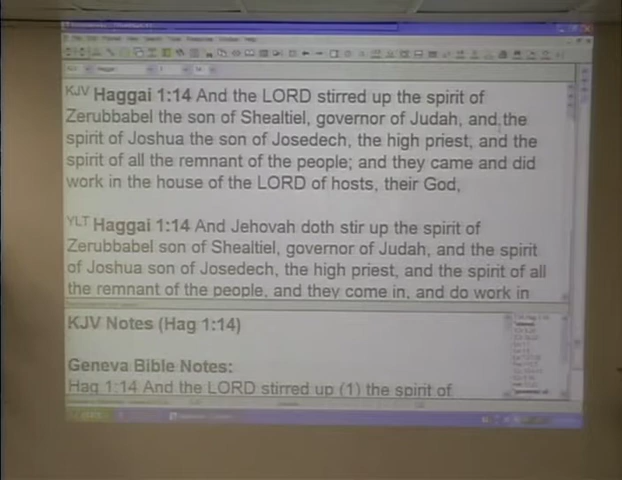 KJV Haggai 1:14 And the LORD stirred up the spirit of
Zerubbabel the son of Shealtiel, governor of Judah, and the
spirit of Joshua the son of Josedech, the high priest, and the
spirit of all the remnant of the people; and they came and did
work in the house of the LORD of hosts, their God,
YLT Haggai 1:14 And Jehovah doth stir up the spirit of
Zerubbabel son of Shealtiel, governor of Judah, and the spirit
of Joshua son of Josedech, the high priest, and the spirit of all
the remnant of the people, and they come in, and do work in
KJV Notes (Hag 1:14)
Geneva Bible Notes:
Hag 1:14 And the LORD stirred up (1) the spirit of